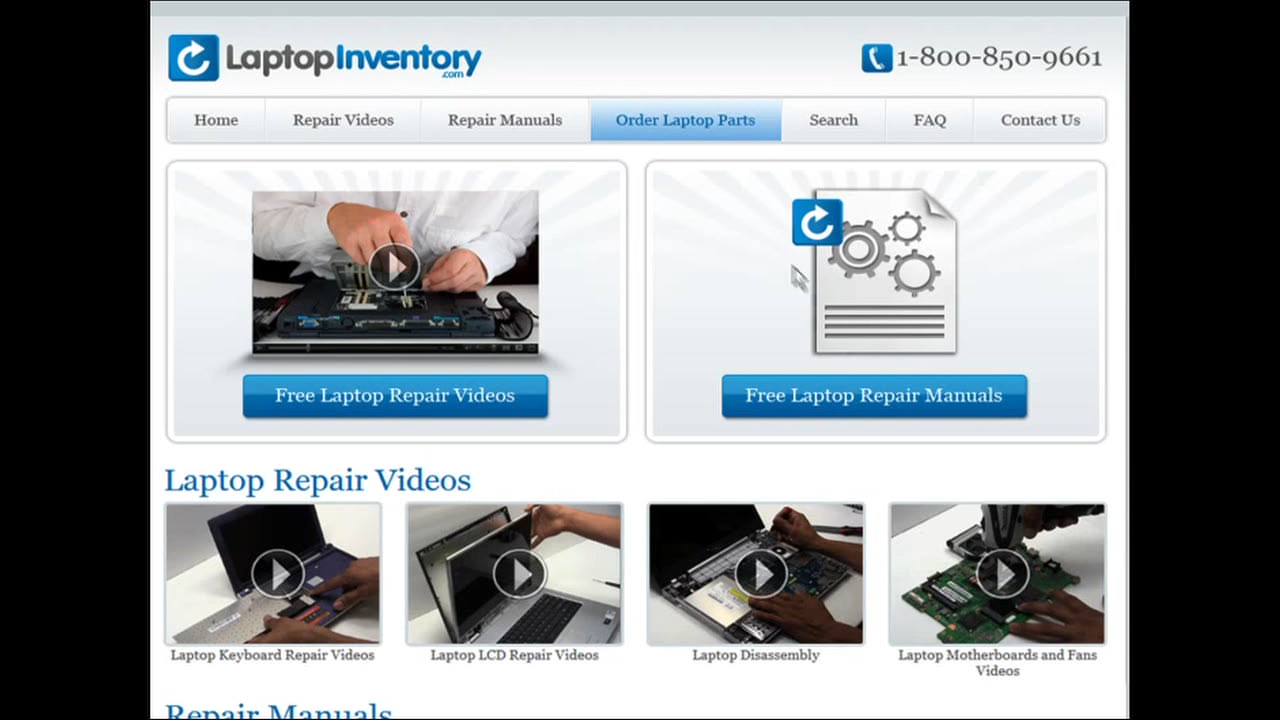 LaptopInventory
.com
1-800-850-9661
Home
Repair Videos
Repair Manuals
Order Laptop Parts
Search
FAQ
Contact Us
Free Laptop Repair Videos
Free Laptop Repair Manuals
Laptop Repair Videos
Laptop Keyboard Repair Videos
Laptop LCD Repair Videos
Laptop Disassembly
Laptop Motherboards and Fans
Videos
Repair Manuals